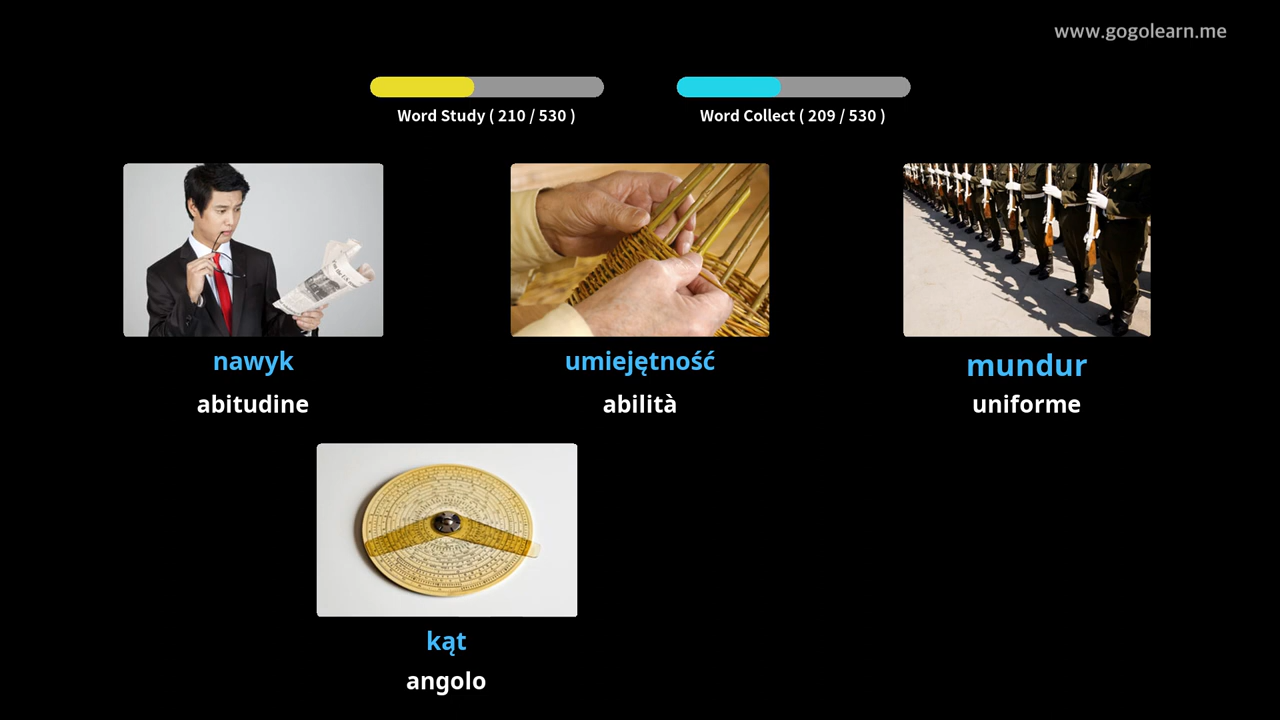 www.gogolearn.me
Word Study ( 210 / 530 )
Word Collect ( 209 / 530 )
nawyk
abitudine
umiejętność
abilità
mundur
uniforme
kąt
angolo